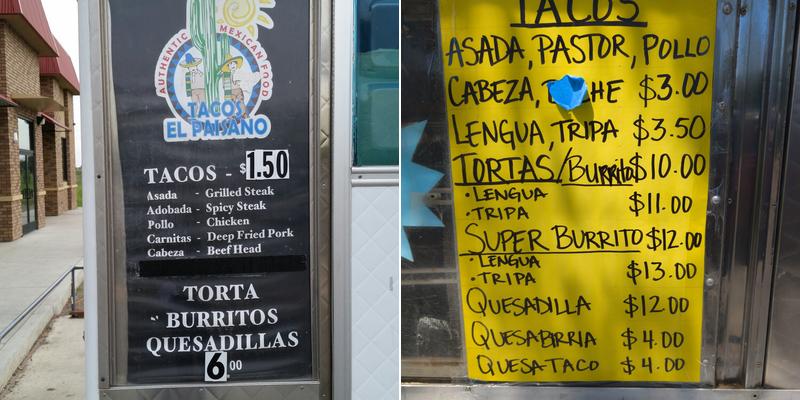 AUTHENTIC MEXICAN FOOD
TACOS
EL PAISANO
TACOS - $1.50
Asada - Grilled Steak
Adobada - Spicy Steak
Pollo - Chicken
Carnitas - Deep Fried Pork
Cabeza - Beef Head
TORTA
BURRITOS
QUESADILLAS
6.00
TACOS
ASADA, PASTOR, POLLO
CABEZA, HE $3.00
LENGUA, TRIPA $3.50
TORTAS/Burrito $10.00
• LENGUA $11.00
• TRIPA
SUPER BURRITO $12.00
• LENGUA
• TRIPA $13.00
QUESADILLA $12.00
QUESABIRRIA $4.00
QUESA-TACO $4.00